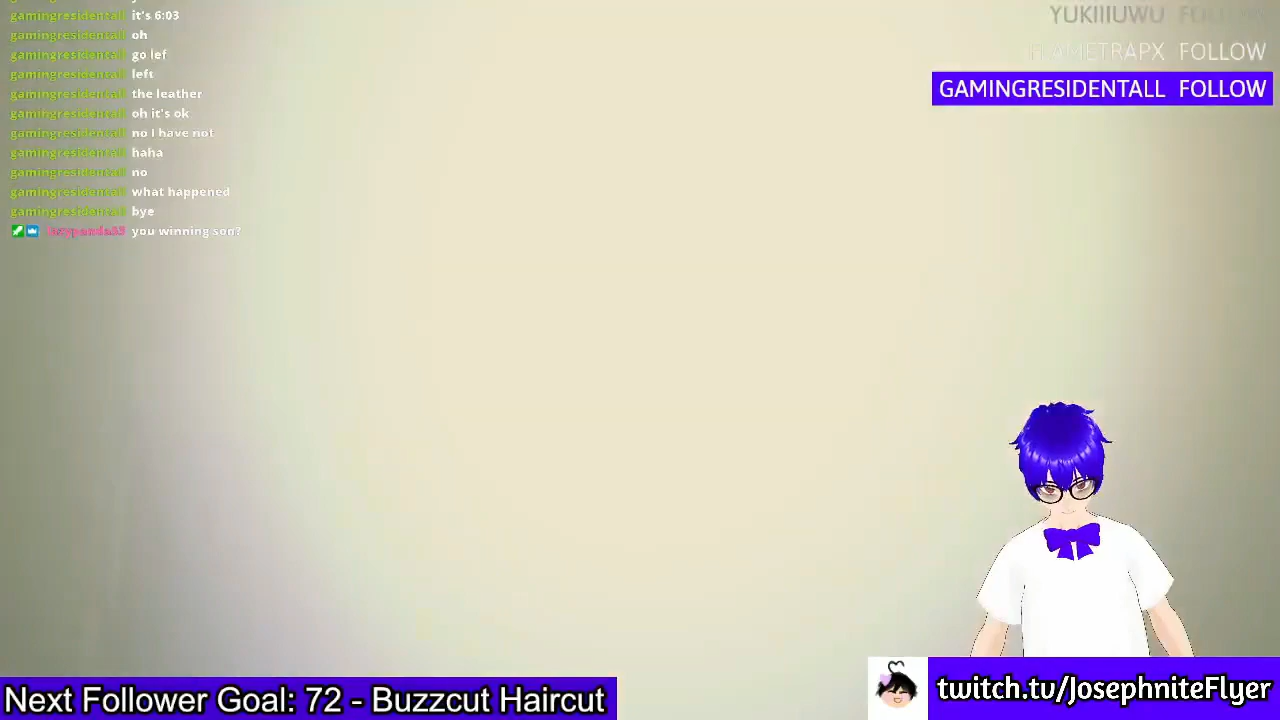 gamingresidentall it's 6:03
gamingresidentall oh
gamingresidentall go lef
gamingresidentall left
gamingresidentall the leather
gamingresidentall oh it's ok
gamingresidentall no I have not
gamingresidentall haha
gamingresidentall no
gamingresidentall what happened
gamingresidentall bye
you winning son?
YUKIIIUWU FOLLOW
FLAMETRAPX FOLLOW
GAMINGRESIDENTALL FOLLOW
Next Follower Goal: 72 - Buzzcut Haircut
twitch.tv/JosephniteFlyer